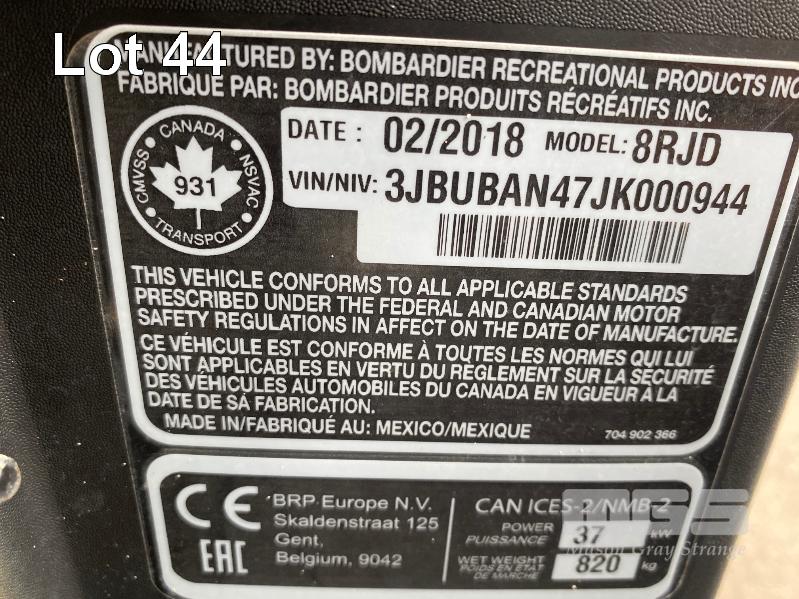 Lot 44
MANUFACTURED BY: BOMBARDIER RECREATIONAL PRODUCTS INC.
FABRIQUÉ PAR: BOMBARDIER PRODUITS RÉCRÉATIFS INC.
CANADA
CMVSS
931
NSVAC
TRANSPORT
DATE : 02/2018 MODEL: 8RJD
VIN/NIV: 3JBUBAN47JK000944
THIS VEHICLE CONFORMS TO ALL APPLICABLE STANDARDS
PRESCRIBED UNDER THE FEDERAL AND CANADIAN MOTOR
SAFETY REGULATIONS IN AFFECT ON THE DATE OF MANUFACTURE.
CE VÉHICULE EST CONFORME À TOUTES LES NORMES QUI LUI
SONT APPLICABLES EN VERTU DU RÈGLEMENT SUR LA SÉCURITÉ
DES VÉHICULES AUTOMOBILES DU CANADA EN VIGUEUR À LA
DATE DE SA FABRICATION.
MADE IN/FABRIQUÉ AU: MEXICO/MEXIQUE
704 902 366
CE
EAC
BRP Europe N.V.
Skaldenstraat 125
Gent,
Belgium, 9042
CAN ICES-2/NMB-2
POWER
PUISSANCE 37 kW
WET WEIGHT
POIDS EN ETAT
DE MARCHE 820 kg
MGS
Mason Gray Strange